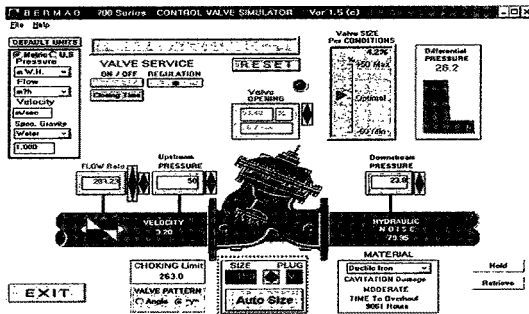 BERMAD 700 Series CONTROL VALVE SIMULATOR Ver 1.5 (c)
File Help
DEFAULT UNITS
Metric U.S
Pressure
m W.H.
Flow
m³/h
Velocity
m/sec
Spec. Gravity
Water
1.000
VALVE SERVICE
ON / OFF REGULATION
Closing Time
RESET
Valve
OPENING
%
Valve SIZE
Per CONDITIONS
4.2%
Max
Optimal
Min
Differential
PRESSURE
26.2
FLOW Rate
Upstream
PRESSURE
50
Downstream
PRESSURE
23.8
VELOCITY
HYDRAULIC
NOISE
79.95
CHOKING Limit
263.0
VALVE PATTERN
Angle
SIZE PLUG
Auto Size
MATERIAL
Ductile Iron
CAVITATION Damage
MODERATE
TIME To Overhaul
9061 Hours
Hold
Retrieve
EXIT